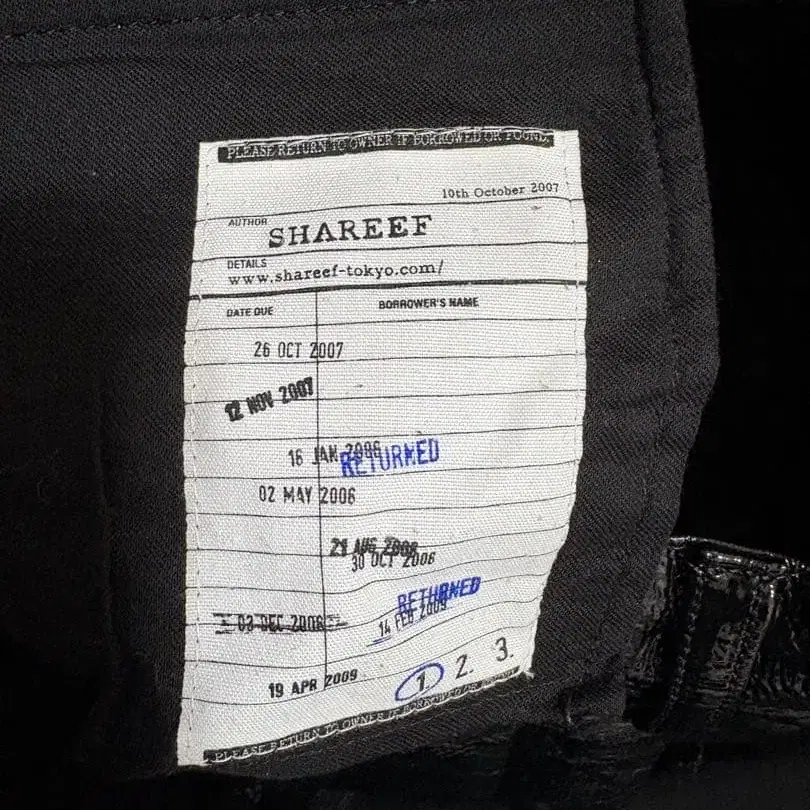 PLEASE RETURN TO OWNER IF BORROWED OR FOUND.
10th October 2007
AUTHOR
SHAREEF
DETAILS
www.shareef-tokyo.com/
DATE DUE BORROWER'S NAME
26 OCT 2007
12 NOV 2007
16 JAN 2006
RETURNED
02 MAY 2006
21 AUG 2008
30 OCT 2006
RETURNED
03 DEC 2006
14 FEB 2009
19 APR 2009
1. 2. 3.
PLEASE RETURN TO OWNER IF BORROWED OR